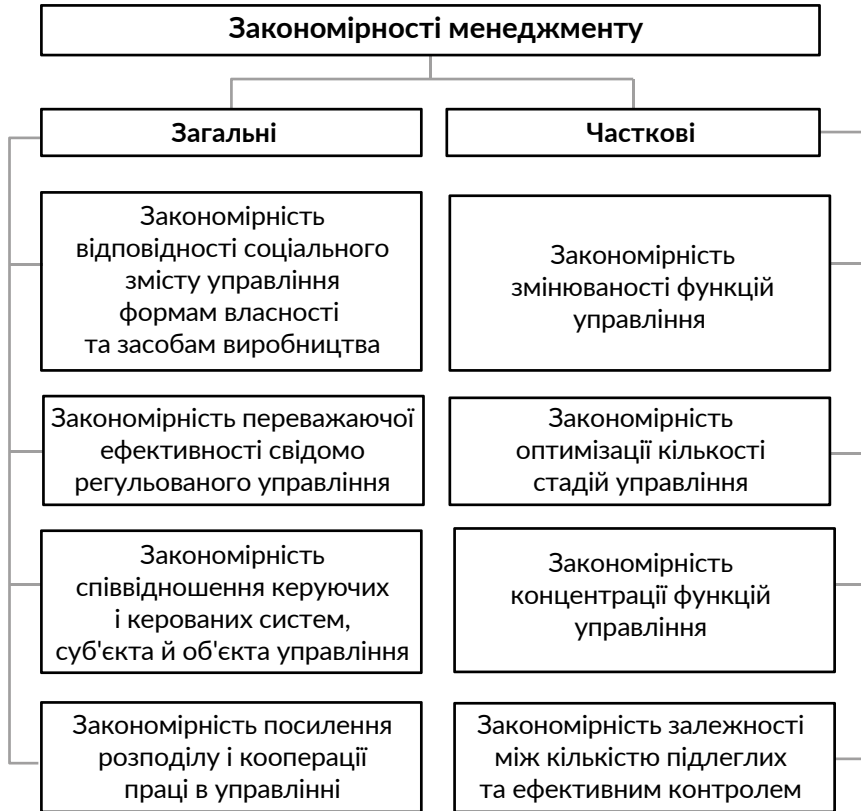 Закономірності менеджменту
Загальні
Часткові
Закономірність
відповідності соціального
змісту управління
формам власності
та засобам виробництва
Закономірність
змінюваності функцій
управління
Закономірність переважаючої
ефективності свідомо
регульованого управління
Закономірність
оптимізації кількості
стадій управління
Закономірність
співвідношення керуючих
і керованих систем,
суб'єкта й об'єкта управління
Закономірність
концентрації функцій
управління
Закономірність посилення
розподілу і кооперації
праці в управлінні
Закономірність залежності
між кількістю підлеглих
та ефективним контролем